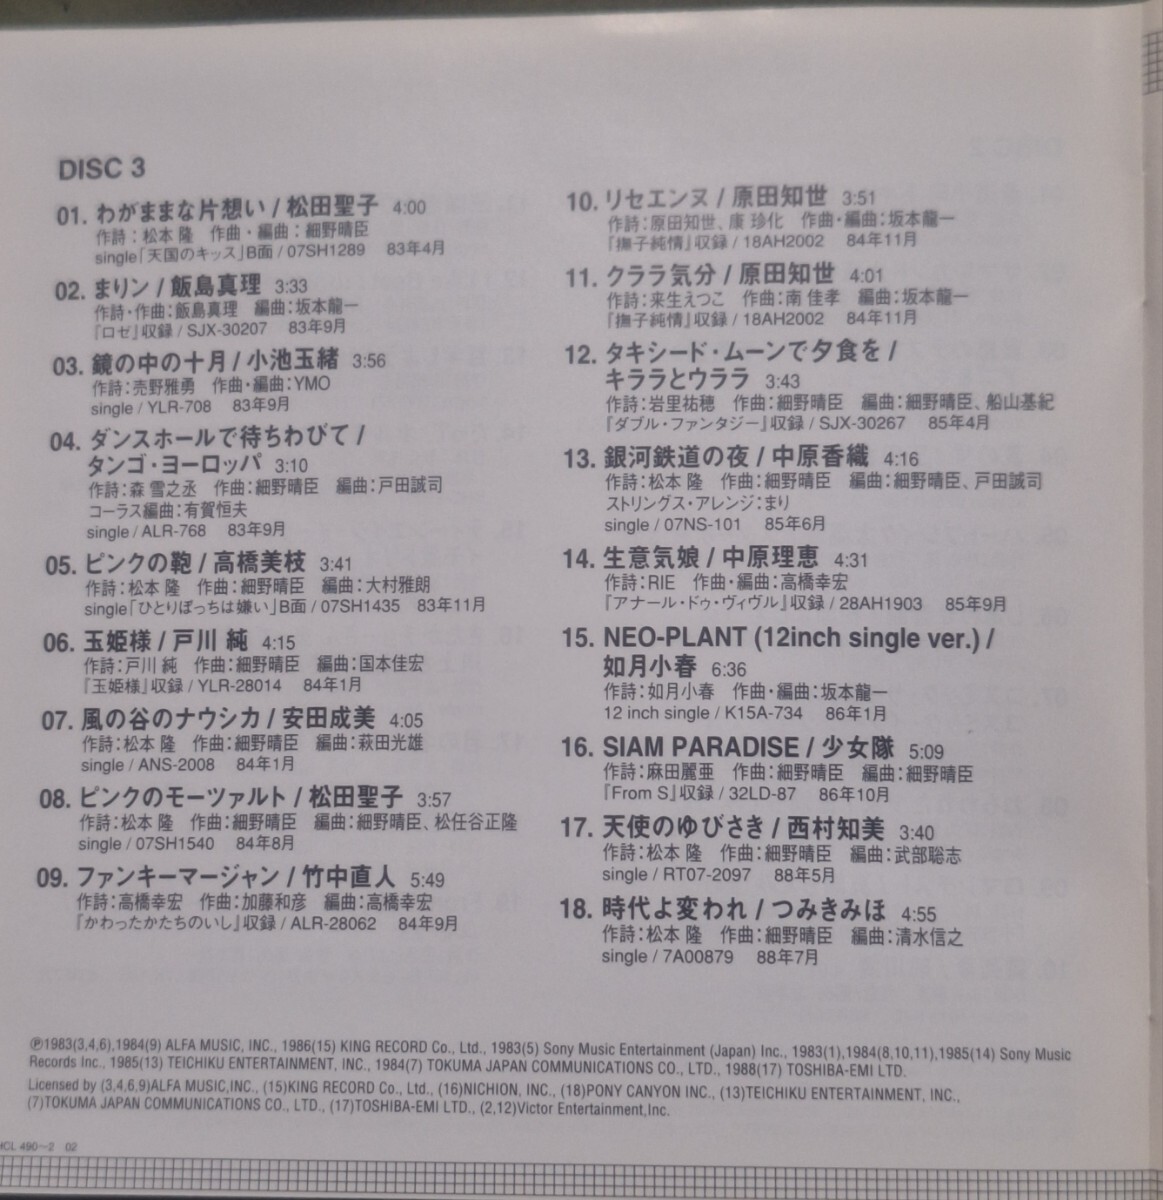 DISC 3
01. わがままな片想い / 松田聖子 4:00
作詩：松本 隆 作曲・編曲：細野晴臣
single「天国のキッス」B面 / 07SH1289 83年4月
02. まりン / 飯島真理 3:33
作詩・作曲：飯島真理 編曲：坂本龍一
『ロゼ』収録 / SJX-30207 83年9月
03. 鏡の中の十月 / 小池玉緒 3:56
作詩：売野雅勇 作曲・編曲：YMO
single / YLR-708 83年9月
04. ダンスホールで待ちわびて /
タンゴ・ヨーロッパ 3:10
作詩：森 雪之丞 作曲：細野晴臣 編曲：戸田誠司
コーラス編曲：有賀恒夫
single / ALR-768 83年9月
05. ピンクの鞄 / 高橋美枝 3:41
作詩：松本 隆 作曲：細野晴臣 編曲：大村雅朗
single「ひとりぼっちは嫌い」B面 / 07SH1435 83年11月
06. 玉姫様 / 戸川 純 4:15
作詩：戸川 純 作曲：細野晴臣 編曲：国本佳宏
『玉姫様』収録 / YLR-28014 84年1月
07. 風の谷のナウシカ / 安田成美 4:05
作詩：松本 隆 作曲：細野晴臣 編曲：萩田光雄
single / ANS-2008 84年1月
08. ピンクのモーツァルト / 松田聖子 3:57
作詩：松本 隆 作曲：細野晴臣 編曲：細野晴臣、松任谷正隆
single / 07SH1540 84年8月
09. ファンキーマージャン / 竹中直人 5:49
作詩：高橋幸宏 作曲：加藤和彦 編曲：高橋幸宏
『かわったかたちのいし』収録 / ALR-28062 84年9月
10. リセエンヌ / 原田知世 3:51
作詩：原田知世、康 珍化 作曲・編曲：坂本龍一
『撫子純情』収録 / 18AH2002 84年11月
11. クララ気分 / 原田知世 4:01
作詩：来生えつこ 作曲：南 佳孝 編曲：坂本龍一
『撫子純情』収録 / 18AH2002 84年11月
12. タキシード・ムーンで夕食を /
キララとウララ 3:43
作詩：岩里祐穂 作曲：細野晴臣 編曲：細野晴臣、船山基紀
『ダブル・ファンタジー』収録 / SJX-30267 85年4月
13. 銀河鉄道の夜 / 中原香織 4:16
作詩：松本 隆 作曲：細野晴臣 編曲：細野晴臣、戸田誠司
ストリングス・アレンジ：まり
single / 07NS-101 85年6月
14. 生意気娘 / 中原理恵 4:31
作詩：RIE 作曲・編曲：高橋幸宏
『アナール・ドゥ・ヴィヴル』収録 / 28AH1903 85年9月
15. NEO-PLANT (12inch single ver.) /
如月小春 6:36
作詩：如月小春 作曲・編曲：坂本龍一
12 inch single / K15A-734 86年1月
16. SIAM PARADISE / 少女隊 5:09
作詩：麻田麗亜 作曲：細野晴臣 編曲：細野晴臣
『From S』収録 / 32LD-87 86年10月
17. 天使のゆびさき / 西村知美 3:40
作詩：松本 隆 作曲：細野晴臣 編曲：武部聡志
single / RT07-2097 88年5月
18. 時代よ変われ / つみきみほ 4:55
作詩：松本 隆 作曲：細野晴臣 編曲：清水信之
single / 7A00879 88年7月
℗1983(3,4,6),1984(9) ALFA MUSIC, INC., 1986(15) KING RECORD Co., Ltd., 1983(5) Sony Music Entertainment (Japan) Inc., 1983(1),1984(8,10,11),1985(14) Sony Music
Records Inc., 1985(13) TEICHIKU ENTERTAINMENT, INC., 1984(7) TOKUMA JAPAN COMMUNICATIONS CO., LTD., 1988(17) TOSHIBA-EMI LTD.
Licensed by (3,4,6,9)ALFA MUSIC,INC., (15)KING RECORD Co., Ltd., (16)NICHION, INC., (18)PONY CANYON INC., (13)TEICHIKU ENTERTAINMENT, INC.,
(7)TOKUMA JAPAN COMMUNICATIONS CO., LTD., (17)TOSHIBA-EMI LTD., (2,12)Victor Entertainment,Inc.
490〜2 02